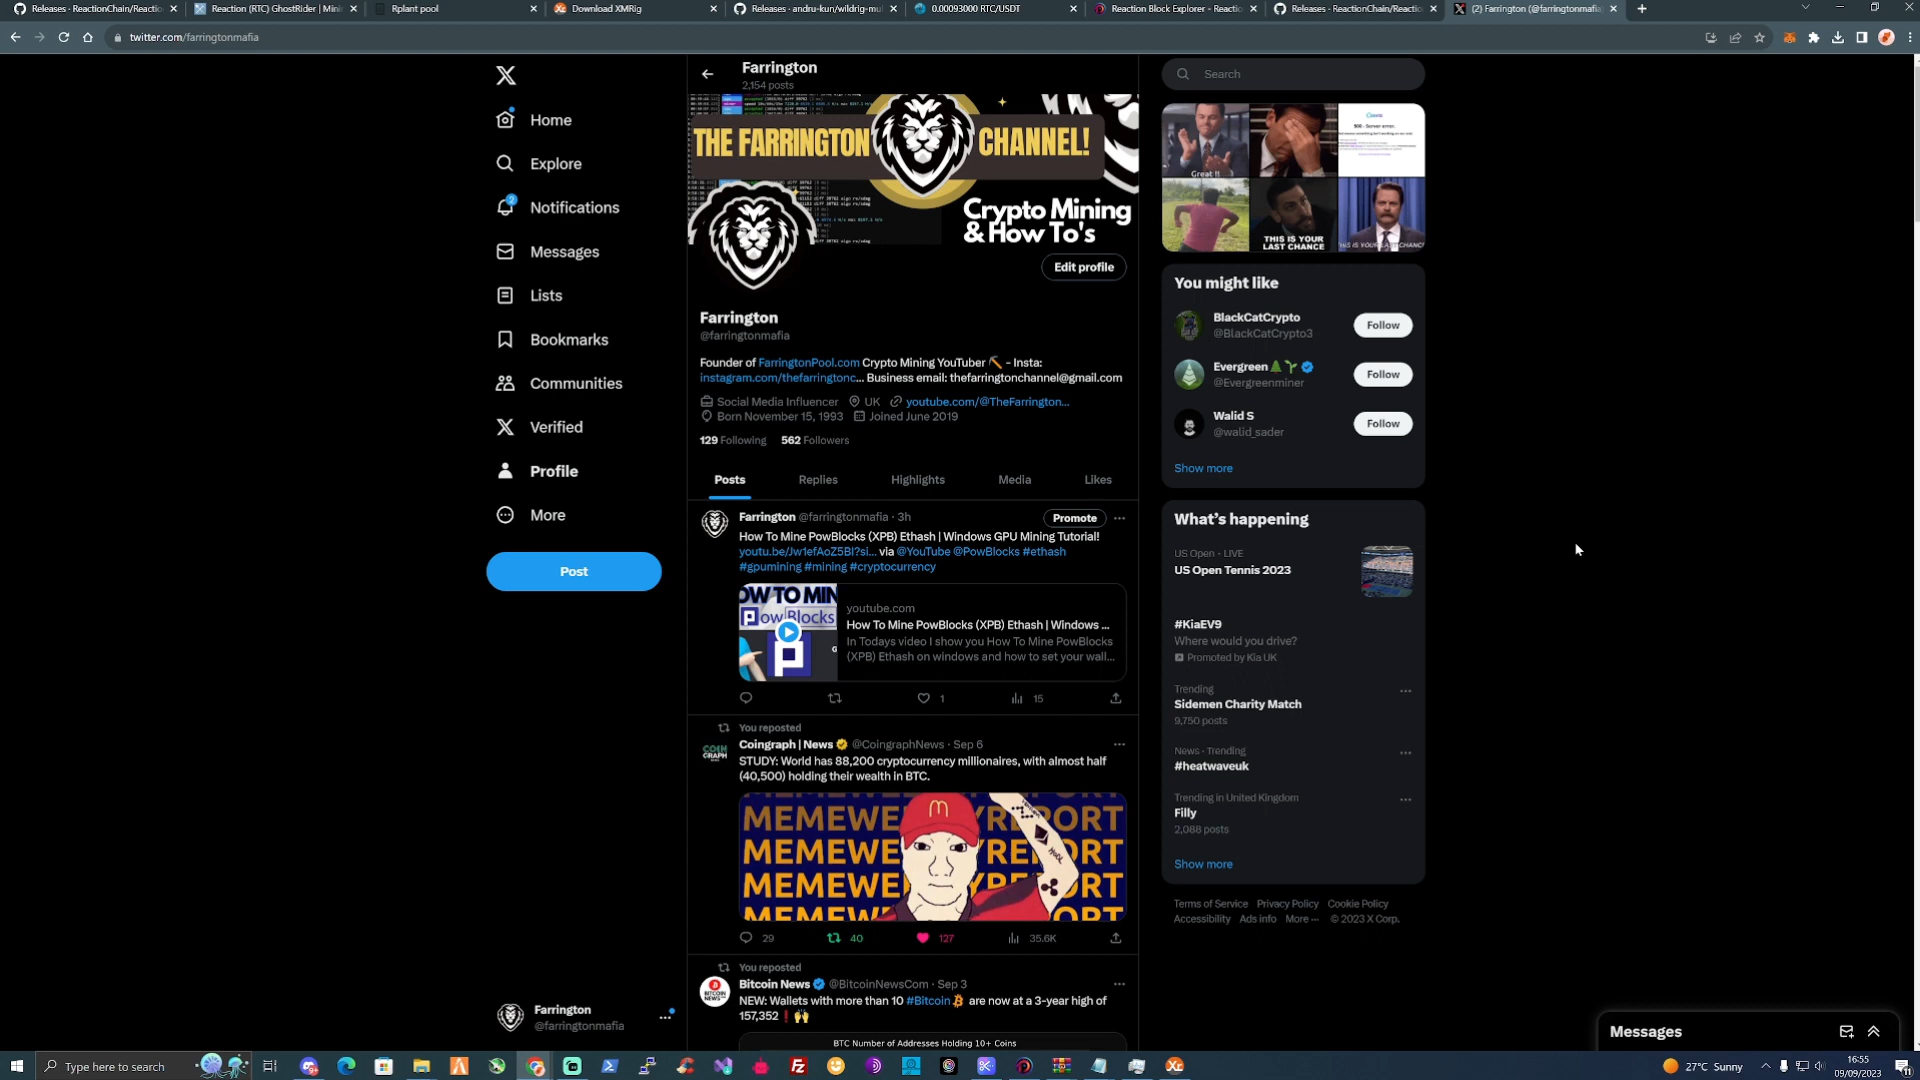 Releases - ReactionChain/Reactio
Reaction (RTC) GhostRider | Mini
Rplant pool
Download XMRig
Releases · andru-kun/wildrig-mul
0.00093000 RTC/USDT
Reaction Block Explorer - Reactio
Releases - ReactionChain/Reactio
(2) Farrington (@farringtonmafia
twitter.com/farringtonmafia
Farrington
2,154 posts
THE FARRINGTON CHANNEL!
Crypto Mining
& How To's
Home
Explore
Notifications
2
Messages
Lists
Bookmarks
Communities
Verified
Profile
More
Post
Edit profile
Farrington
@farringtonmafia
Founder of FarringtonPool.com Crypto Mining YouTuber ⛏️ - Insta:
instagram.com/thefarringtonc... Business email: thefarringtonchannel@gmail.com
Social Media Influencer UK youtube.com/@TheFarrington...
Born November 15, 1993 Joined June 2019
129 Following 562 Followers
Posts Replies Highlights Media Likes
Farrington @farringtonmafia · 3h
Promote
How To Mine PowBlocks (XPB) Ethash | Windows GPU Mining Tutorial!
youtu.be/Jw1efAoZ5BI?si... via @YouTube @PowBlocks #ethash
#gpumining #mining #cryptocurrency
OW TO MIN
PowBlocks
youtube.com
How To Mine PowBlocks (XPB) Ethash | Windows ...
In Todays video I show you How To Mine PowBlocks
(XPB) Ethash on windows and how to set your wall...
1 15
You reposted
Coingraph | News @CoingraphNews · Sep 6
STUDY: World has 88,200 cryptocurrency millionaires, with almost half
(40,500) holding their wealth in BTC.
29 40 127 35.6K
You reposted
Bitcoin News @BitcoinNewsCom · Sep 3
NEW: Wallets with more than 10 #Bitcoin are now at a 3-year high of
157,352❗🙌
BTC Number of Addresses Holding 10+ Coins
Search
Great !!
THIS IS YOUR
LAST CHANCE
You might like
BlackCatCrypto
@BlackCatCrypto3
Follow
Evergreen🌲🌱
@Evergreenminer
Follow
Walid S
@walid_sader
Follow
Show more
What's happening
US Open · LIVE
US Open Tennis 2023
#KiaEV9
Where would you drive?
Promoted by Kia UK
Trending
Sidemen Charity Match
9,750 posts
News · Trending
#heatwaveuk
Trending in United Kingdom
Filly
2,088 posts
Show more
Terms of Service Privacy Policy Cookie Policy
Accessibility Ads info More ··· © 2023 X Corp.
Farrington
@farringtonmafia
Messages
Type here to search
27°C Sunny
16:55
09/09/2023